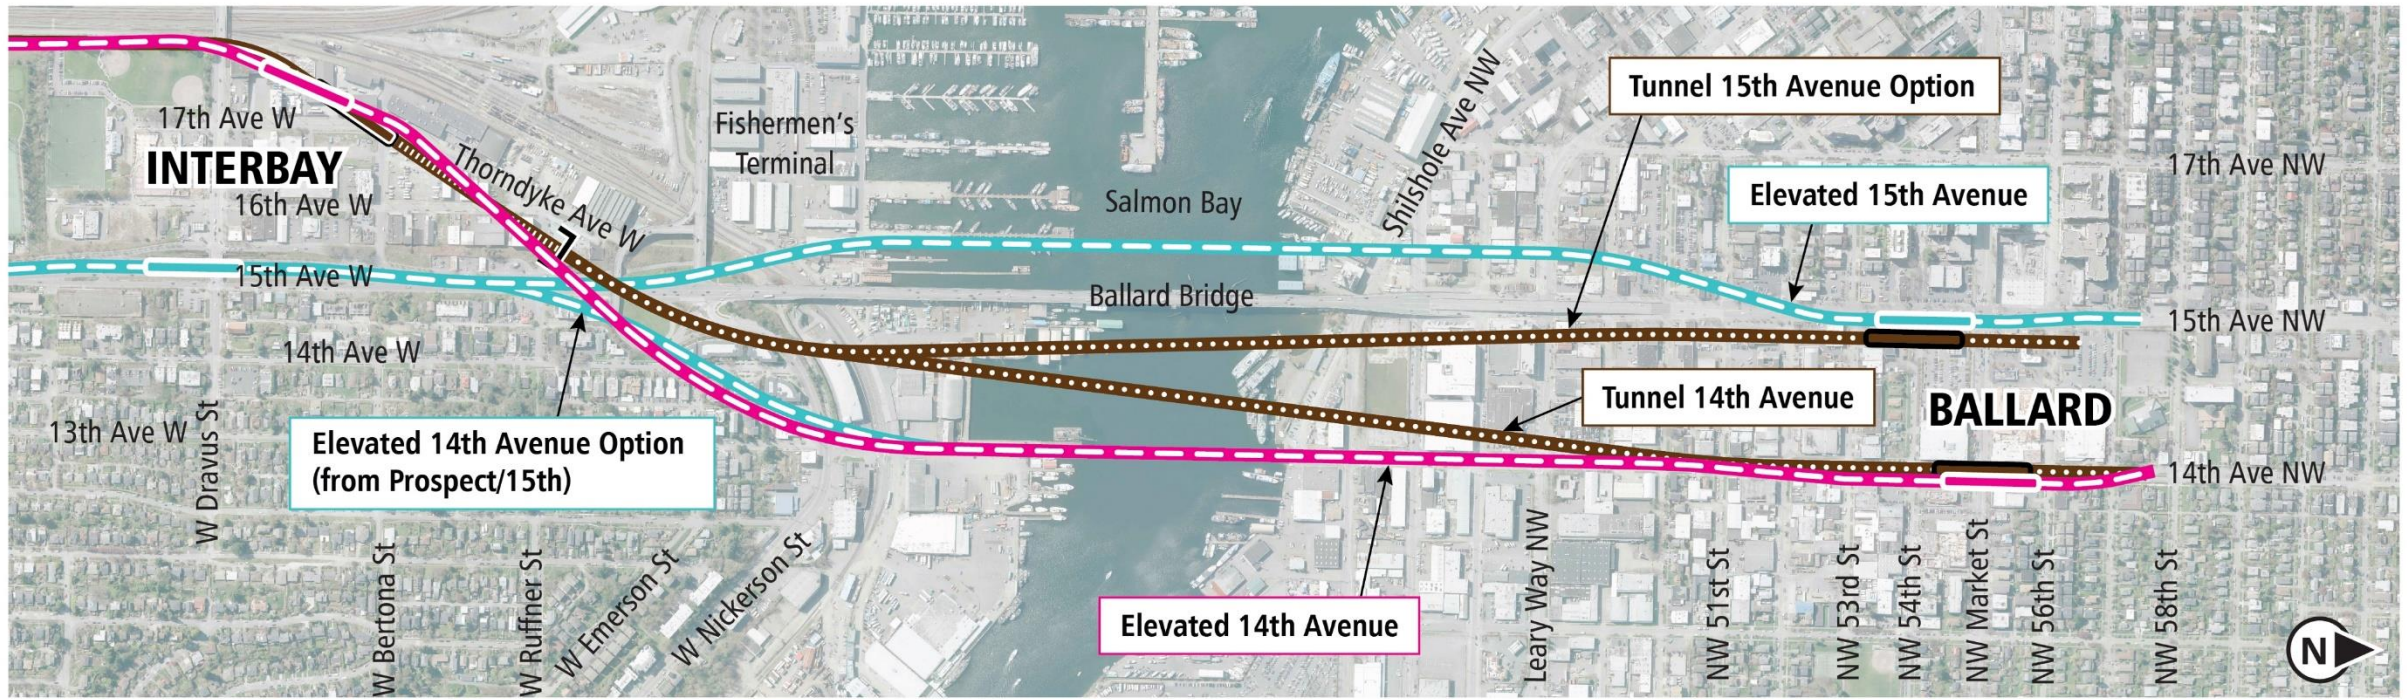 Tunnel 15th Avenue Option
17th Ave W
Fishermen's
Terminal
Shilshole Ave NW
INTERBAY
Thorndyke Ave W
17th Ave NW
16th Ave W
Salmon Bay
Elevated 15th Avenue
15th Ave W
Ballard Bridge
15th Ave NW
14th Ave W
Tunnel 14th Avenue
BALLARD
13th Ave W
W Dravus St
Elevated 14th Avenue Option
(from Prospect/15th)
14th Ave NW
W Bertona St
W Ruffner St
W Emerson St
W Nickerson St
Elevated 14th Avenue
Leary Way NW
NW 51st St
NW 53rd St
NW 54th St
NW Market St
NW 56th St
NW 58th St
N